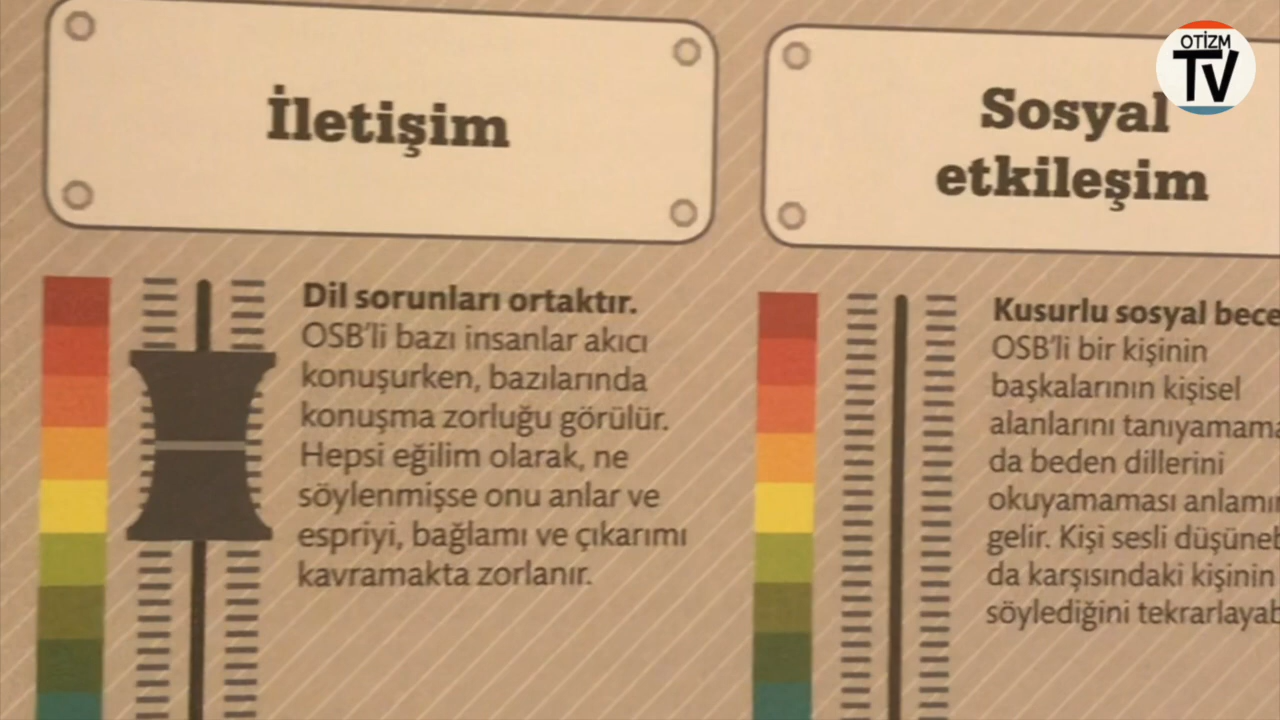 OTİZM
TV
İletişim
Dil sorunları ortaktır.
OSB'li bazı insanlar akıcı
konuşurken, bazılarında
konuşma zorluğu görülür.
Hepsi eğilim olarak, ne
söylenmişse onu anlar ve
espriyi, bağlamı ve çıkarımı
kavramakta zorlanır.
Sosyal
etkileşim
Kusurlu sosyal
OSB'li bir kişinin
başkalarının kişisel
alanlarını
da beden dillerini
okuyamaması
gelir. Kişi sesli
da karşısındaki kişinin
söylediğini